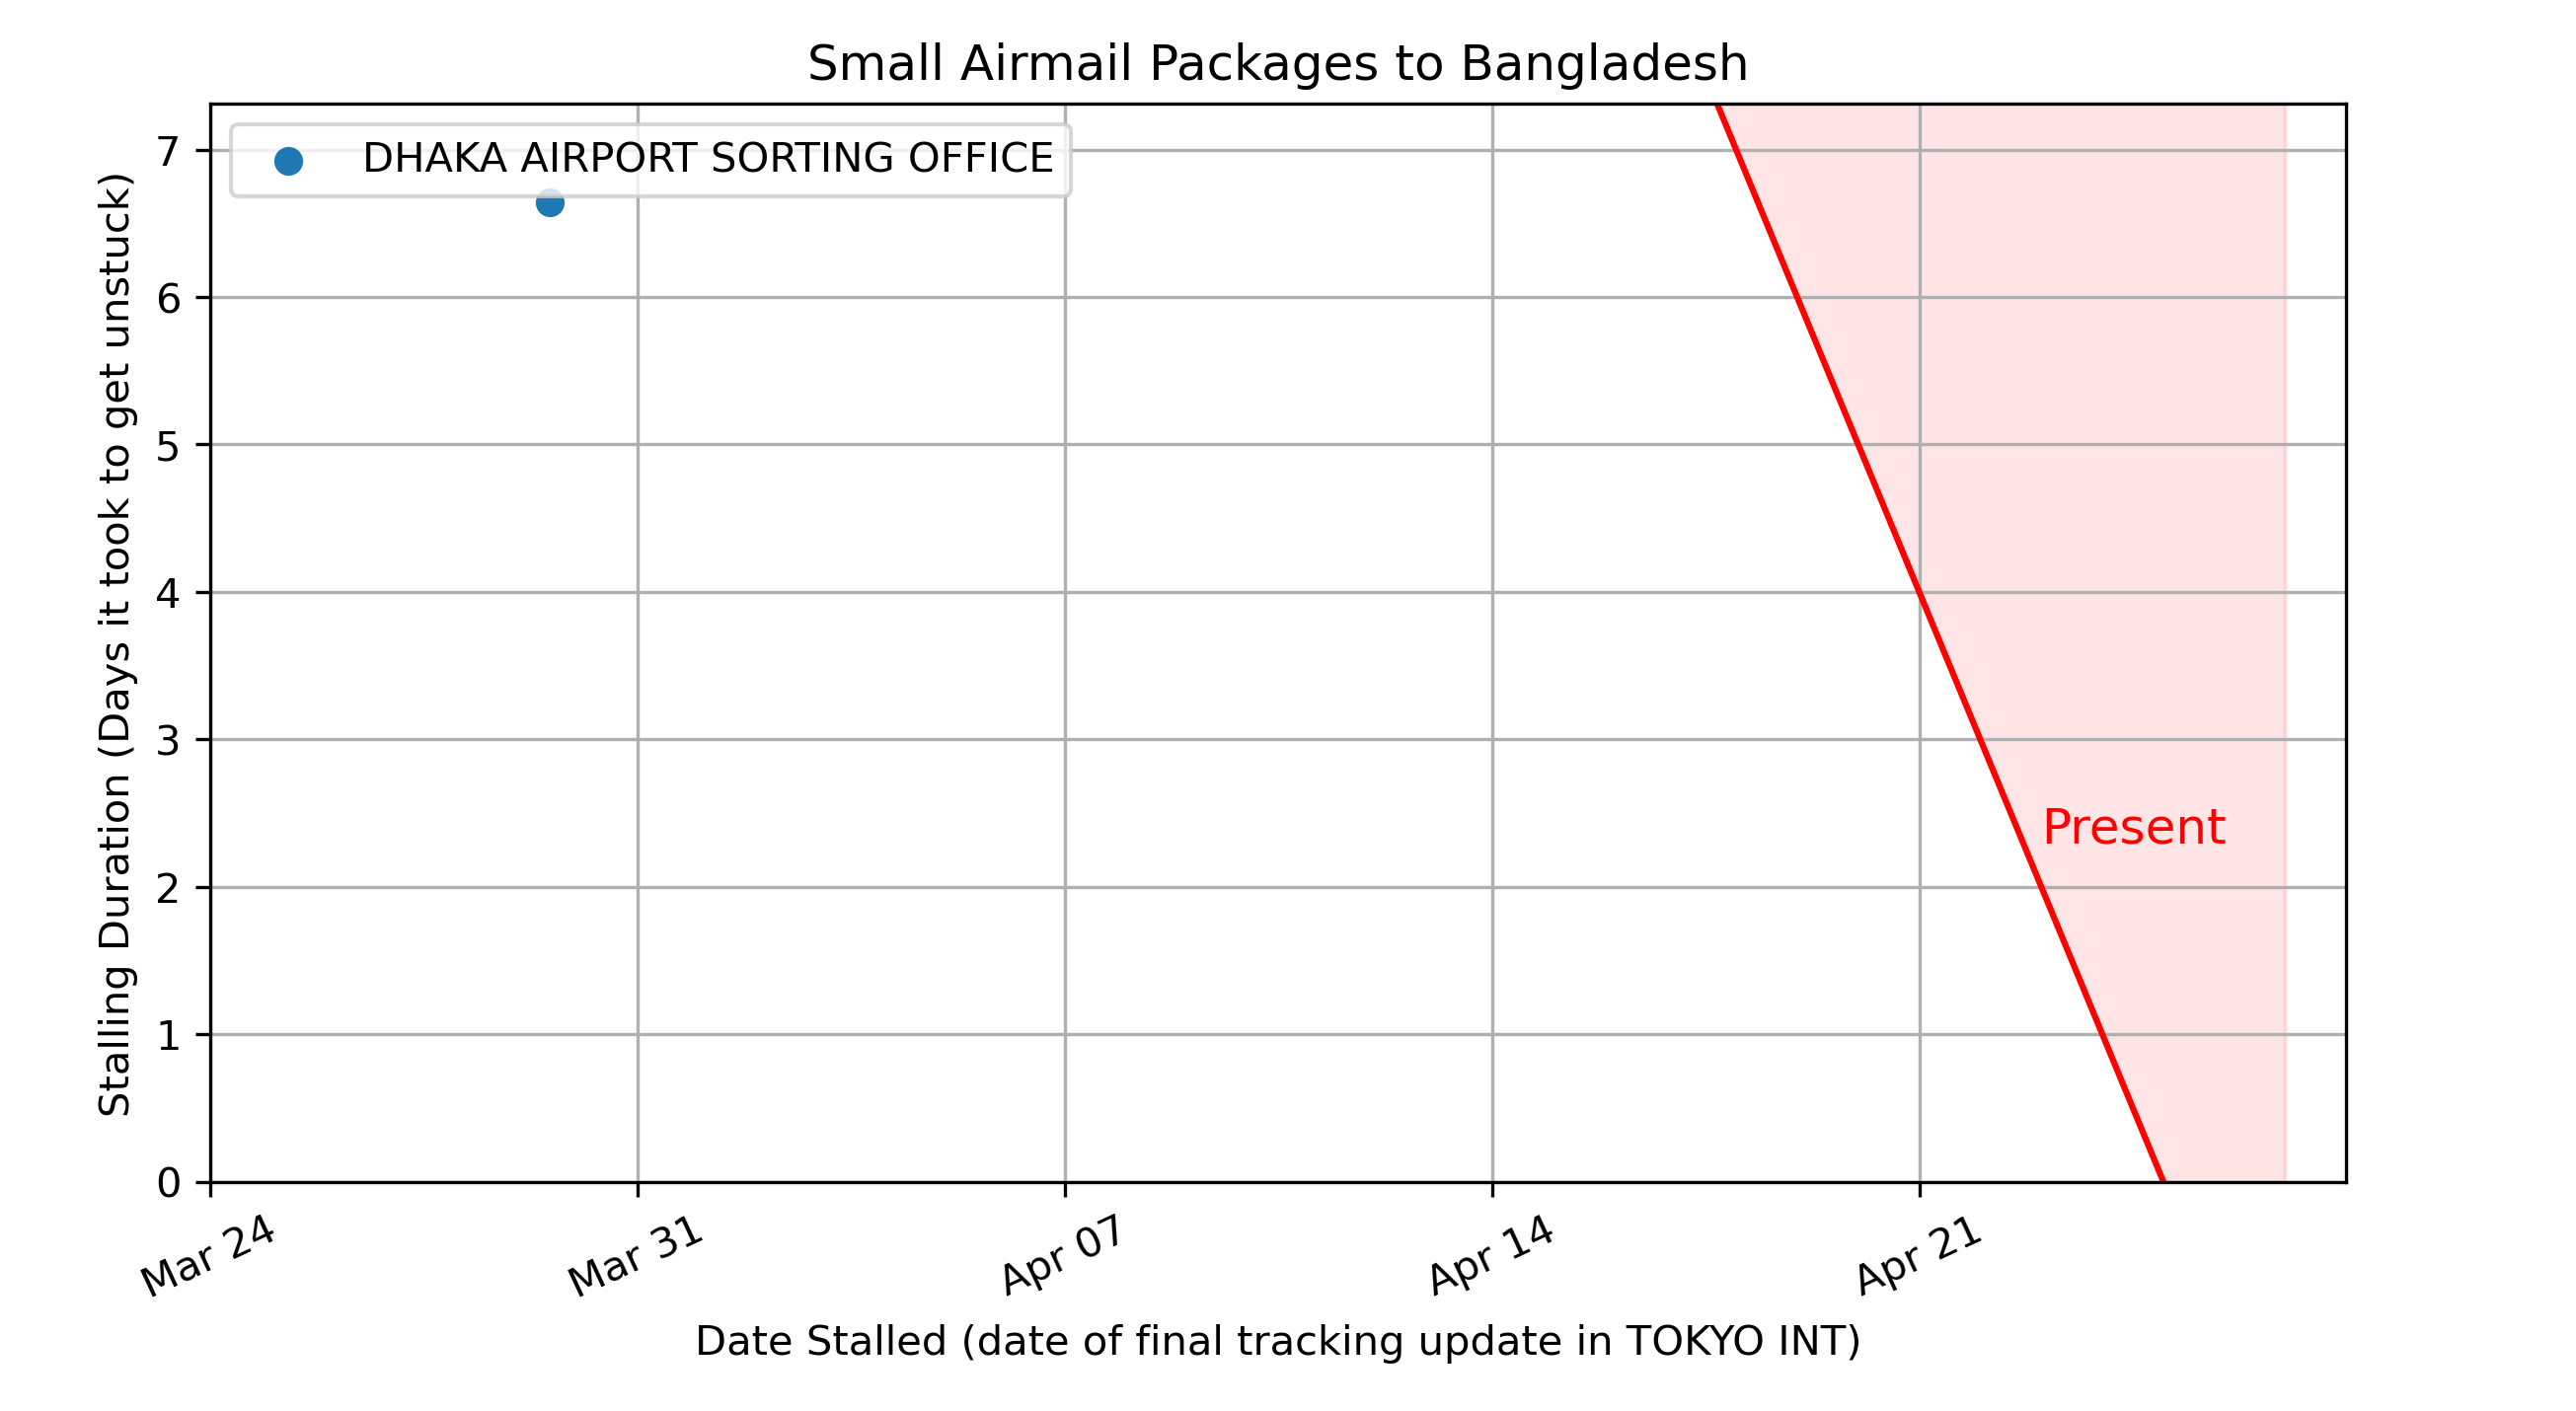 Small Airmail Packages to Bangladesh
DHAKA AIRPORT SORTING OFFICE
Stalling Duration (Days it took to get unstuck)
7
6
5
4
3
2
1
0
Present
Mar 24
Mar 31
Apr 07
Apr 14
Apr 21
Date Stalled (date of final tracking update in TOKYO INT)